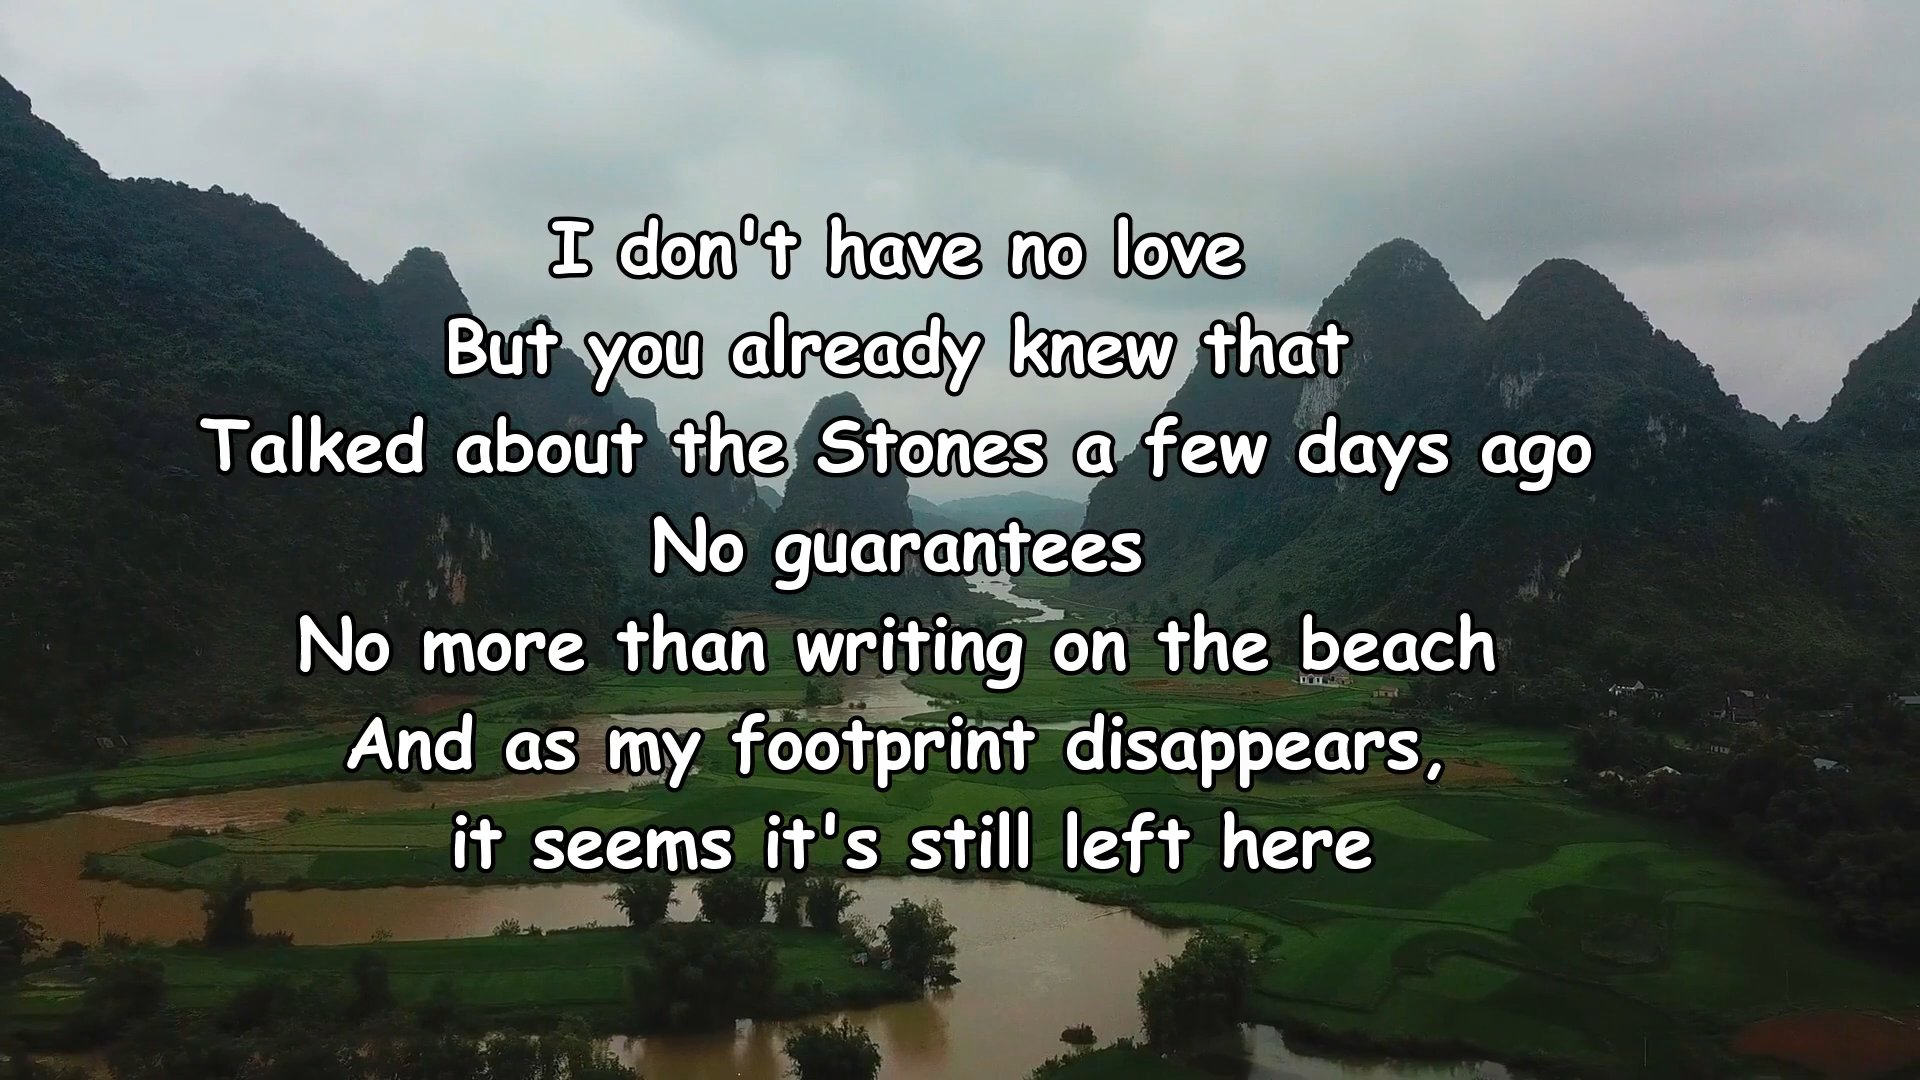 I don't have no love
But you already knew that
Talked about the Stones a few days ago
No guarantees
No more than writing on the beach
And as my footprint disappears,
it seems it's still left here